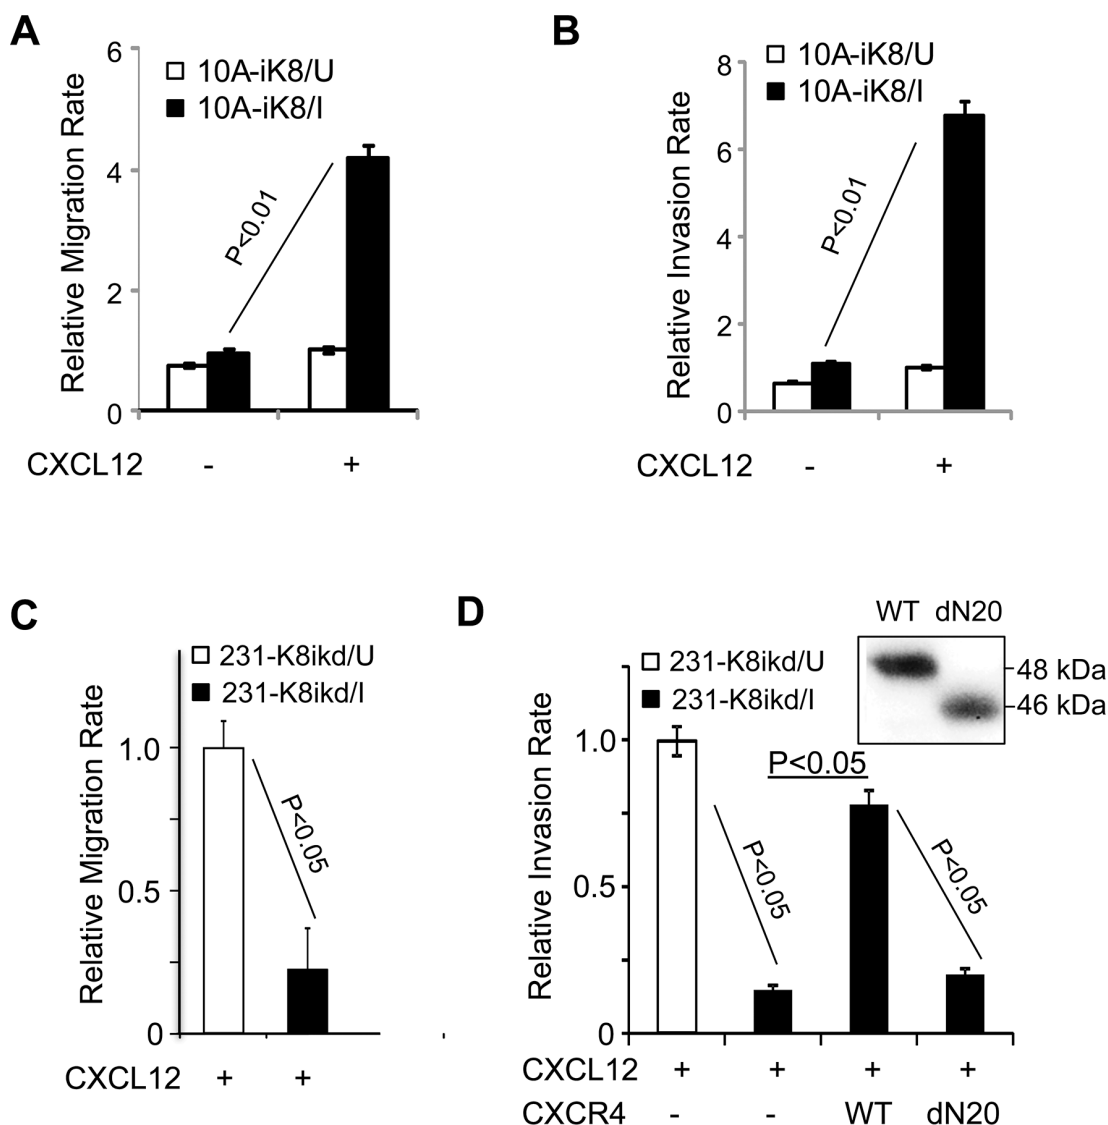 A
Relative Migration Rate
6
4
2
0
10A-iK8/U
10A-iK8/I
P<0.01
CXCL12 - +
B
Relative Invasion Rate
8
6
4
2
0
10A-iK8/U
10A-iK8/I
P<0.01
CXCL12 - +
C
Relative Migration Rate
1.0
0.5
0
231-K8ikd/U
231-K8ikd/I
P<0.05
CXCL12 + +
D
Relative Invasion Rate
1.0
0.5
0
231-K8ikd/U
231-K8ikd/I
WT dN20
48 kDa
46 kDa
P<0.05
P<0.05
P<0.05
CXCL12 + + + +
CXCR4 - - WT dN20